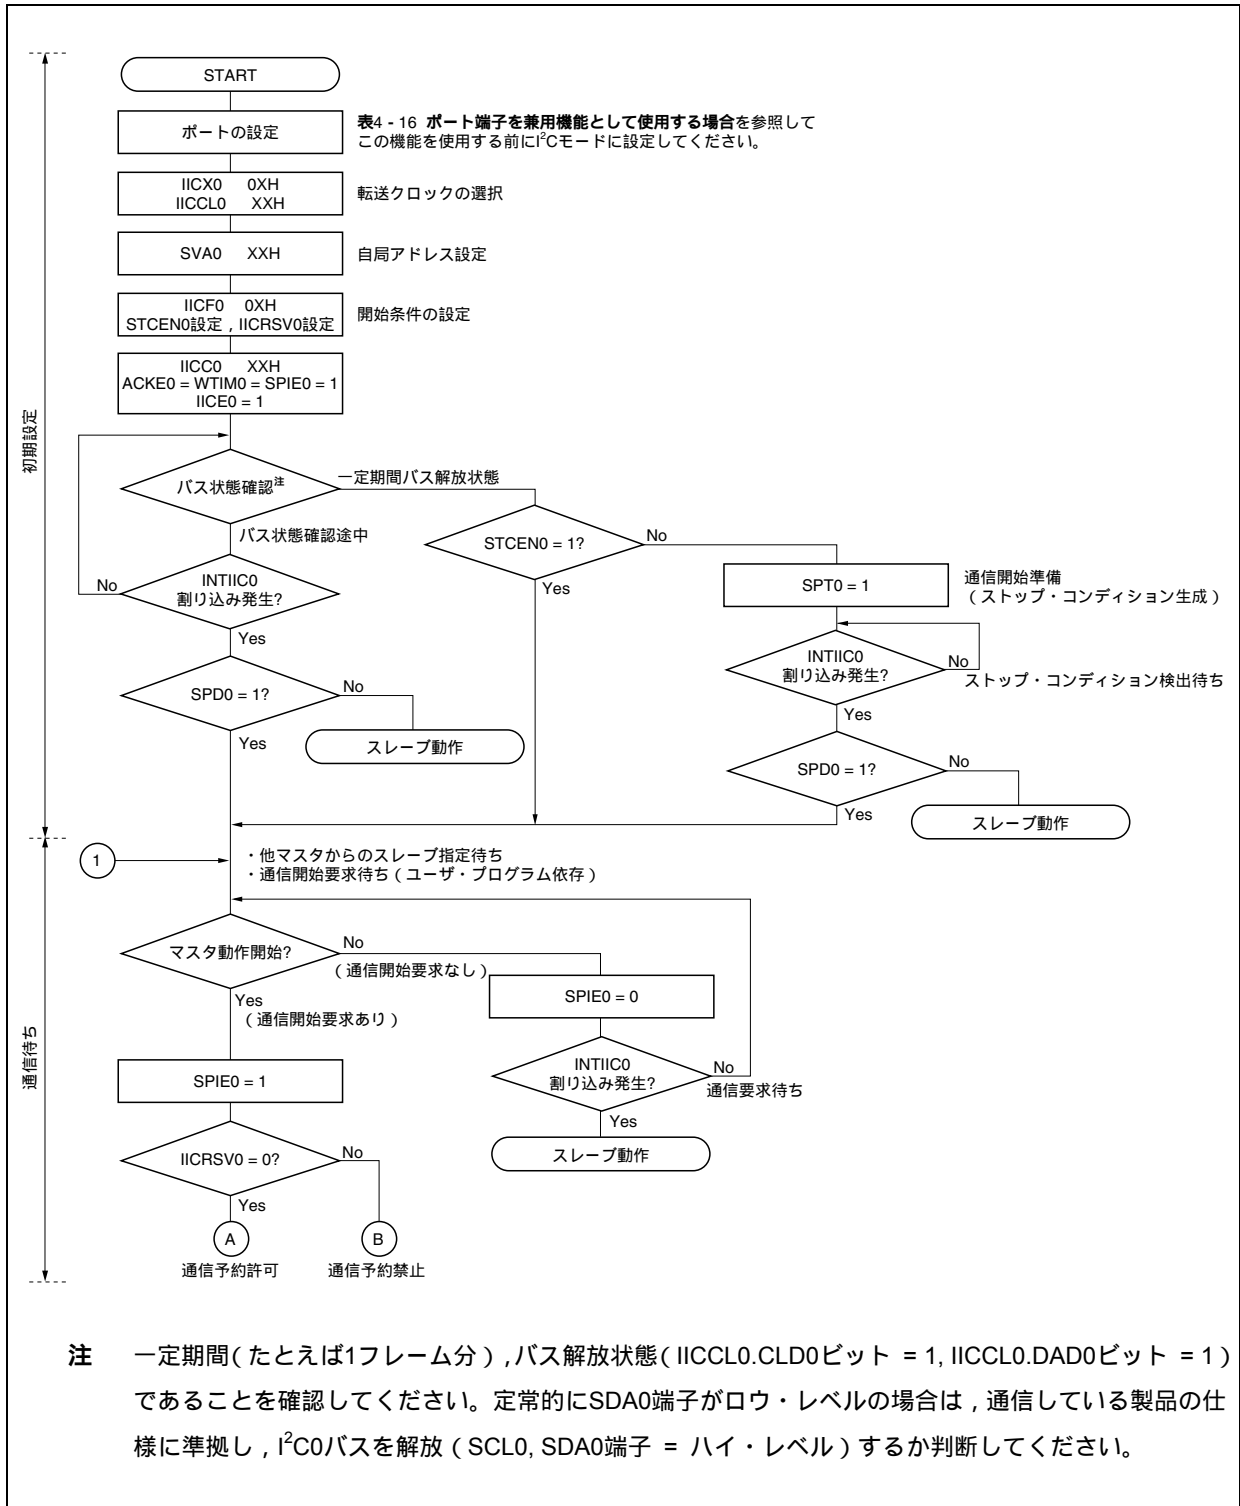 START
ポートの設定
表4-16 ポート端子を兼用機能として使用する場合を参照して
この機能を使用する前にI²Cモードに設定してください。
IICX0 0XH
IICCL0 XXH
転送クロックの選択
SVA0 XXH
自局アドレス設定
IICF0 0XH
STCEN0設定，IICRSV0設定
開始条件の設定
IICC0 XXH
ACKE0 = WTIM0 = SPIE0 = 1
IICE0 = 1
初期設定
バス状態確認注
一定期間バス解放状態
バス状態確認途中
STCEN0 = 1?
No
Yes
SPT0 = 1
通信開始準備
（ストップ・コンディション生成）
No
INTIIC0
割り込み発生?
Yes
INTIIC0
割り込み発生?
No
ストップ・コンディション検出待ち
Yes
SPD0 = 1?
No
Yes
スレーブ動作
SPD0 = 1?
No
Yes
スレーブ動作
1
・他マスタからのスレーブ指定待ち
・通信開始要求待ち（ユーザ・プログラム依存）
通信待ち
マスタ動作開始?
No
（通信開始要求なし）
Yes
（通信開始要求あり）
SPIE0 = 0
INTIIC0
割り込み発生?
No
通信要求待ち
Yes
スレーブ動作
SPIE0 = 1
IICRSV0 = 0?
No
Yes
A
B
通信予約許可
通信予約禁止
注 一定期間（たとえば1フレーム分），バス解放状態（IICCL0.CLD0ビット = 1, IICCL0.DAD0ビット = 1）
であることを確認してください。定常的にSDA0端子がロウ・レベルの場合は，通信している製品の仕
様に準拠し，I²C0バスを解放（SCL0, SDA0端子 = ハイ・レベル）するか判断してください。